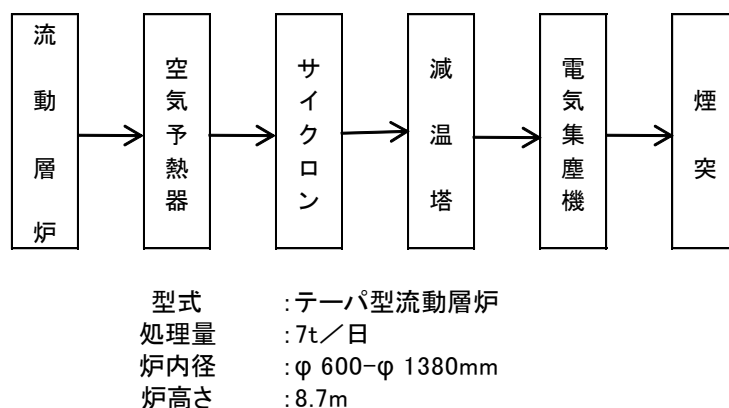 流動層炉
空気予熱器
サイクロン
減温塔
電気集塵機
煙突
型式 :テーパ型流動層炉
処理量 :7t/日
炉内径 :φ 600-φ 1380mm
炉高さ :8.7m